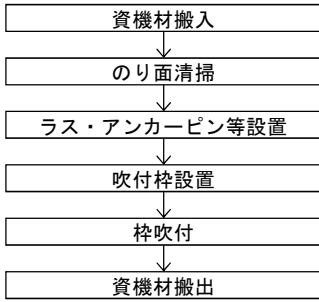 資機材搬入
のり面清掃
ラス・アンカーピン等設置
吹付枠設置
枠吹付
資機材搬出